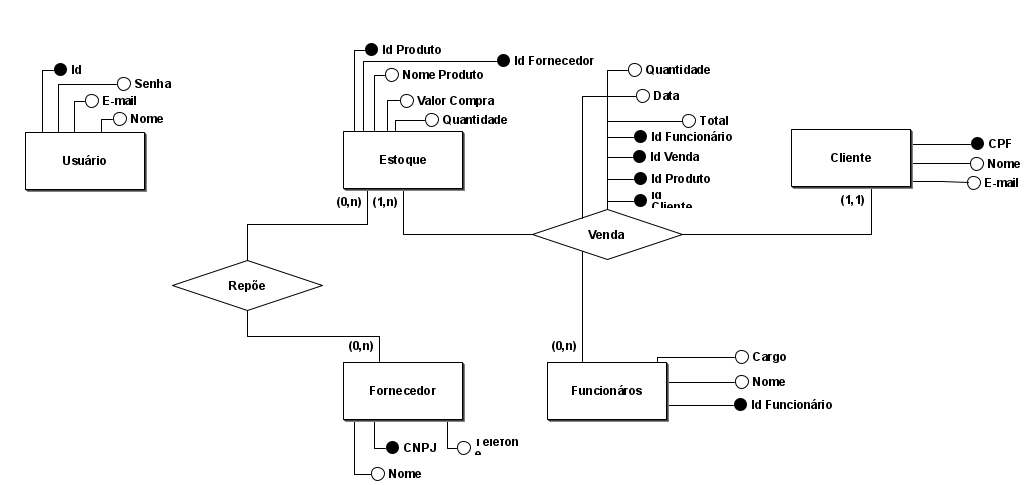 Id
Senha
E-mail
Nome
Usuário
Id Produto
Id Fornecedor
Nome Produto
Valor Compra
Quantidade
Estoque
Quantidade
Data
Total
Id Funcionário
Id Venda
Id Produto
Id
Cliente
Venda
Cliente
CPF
Nome
E-mail
(0,n)
(1,n)
(1,1)
Repõe
(0,n)
(0,n)
Fornecedor
Funcionáros
Cargo
Nome
Id Funcionário
CNPJ
Telefon
e
Nome